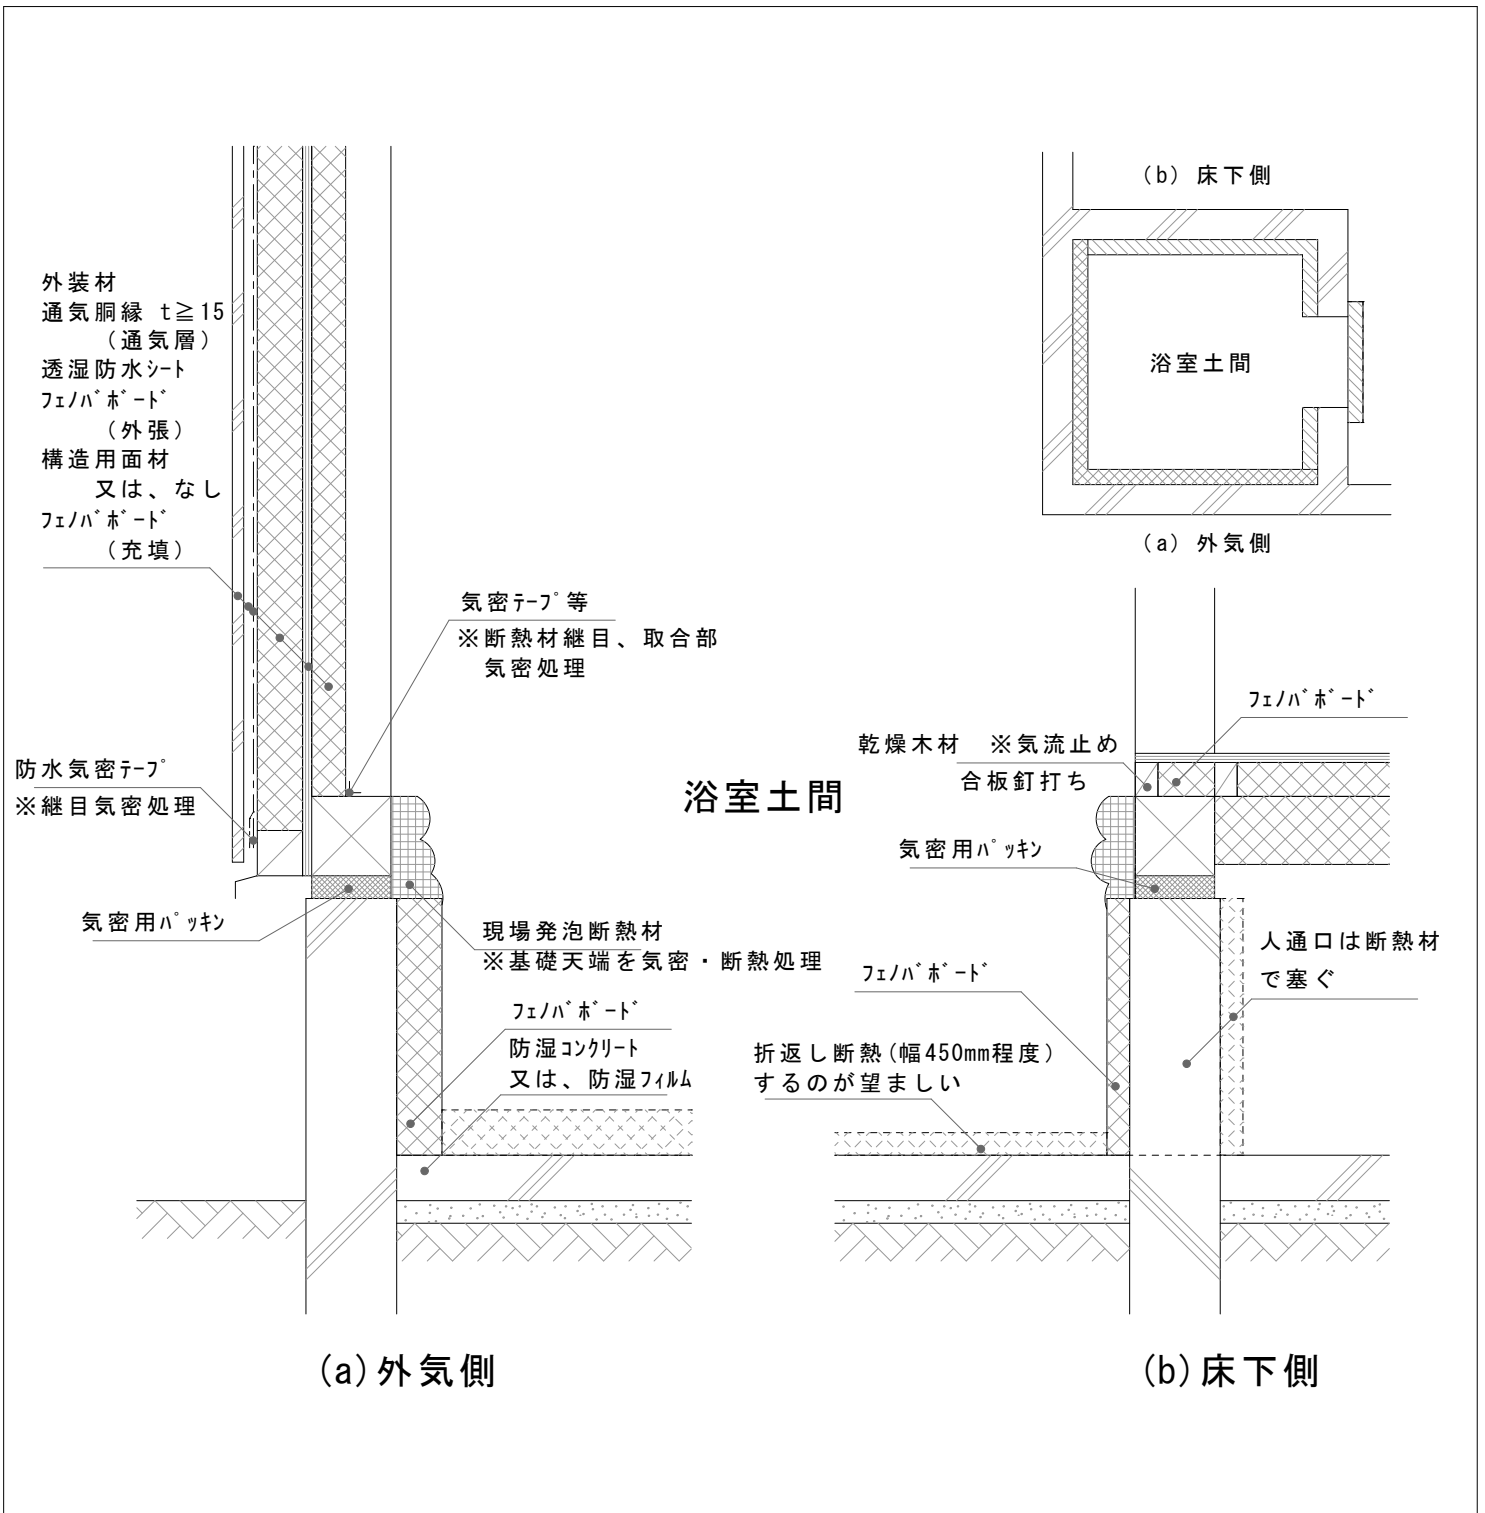 外装材
通気胴縁 t≧15
(通気層)
透湿防水ｼｰﾄ
ﾌｪﾉﾊﾞﾎﾞｰﾄﾞ
(外張)
構造用面材
又は、なし
ﾌｪﾉﾊﾞﾎﾞｰﾄﾞ
(充填)
防水気密ﾃｰﾌﾟ
※継目気密処理
気密用ﾊﾟｯｷﾝ
気密ﾃｰﾌﾟ等
※断熱材継目、取合部
気密処理
浴室土間
現場発泡断熱材
※基礎天端を気密・断熱処理
ﾌｪﾉﾊﾞﾎﾞｰﾄﾞ
防湿ｺﾝｸﾘｰﾄ
又は、防湿ﾌｨﾙﾑ
(a)外気側
(b) 床下側
浴室土間
(a) 外気側
ﾌｪﾉﾊﾞﾎﾞｰﾄﾞ
乾燥木材 ※気流止め
合板釘打ち
気密用ﾊﾟｯｷﾝ
ﾌｪﾉﾊﾞﾎﾞｰﾄﾞ
人通口は断熱材
で塞ぐ
折返し断熱(幅450mm程度)
するのが望ましい
(b)床下側